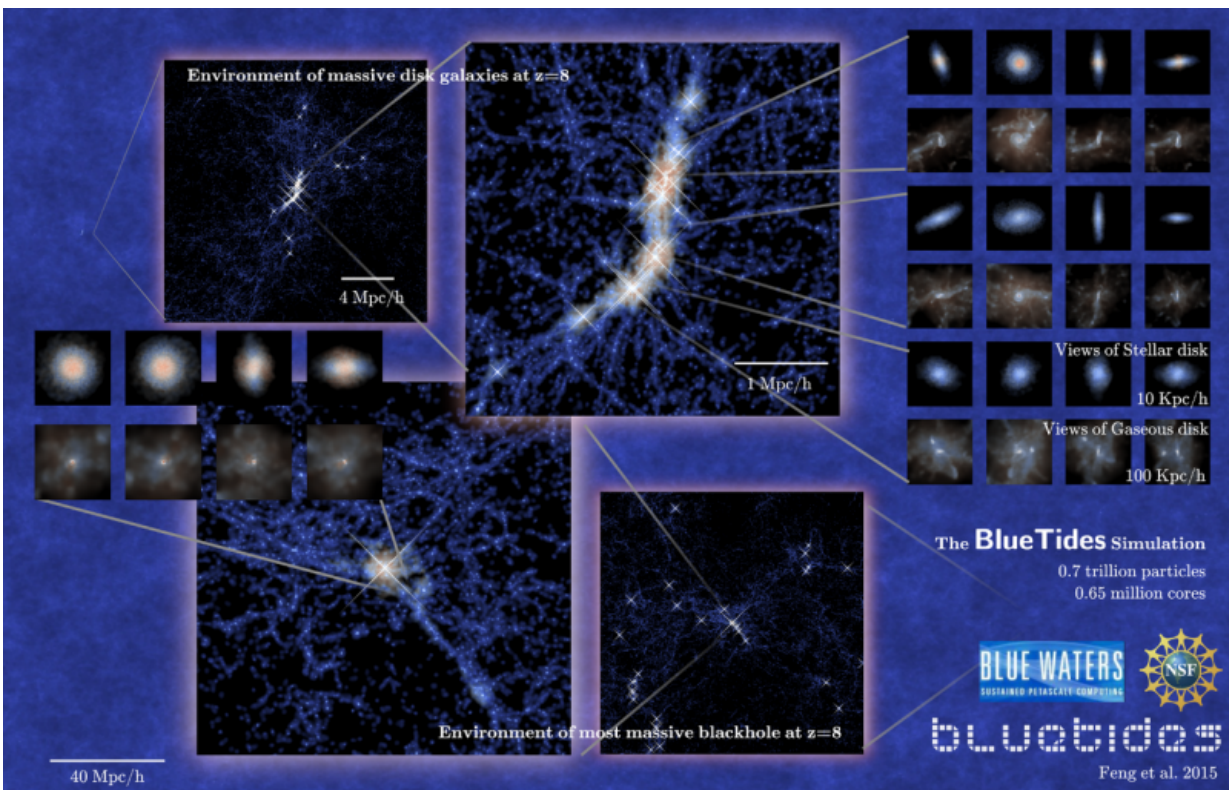 Environment of massive disk galaxies at z=8
4 Mpc/h
1 Mpc/h
Views of Stellar disk
10 Kpc/h
Views of Gaseous disk
100 Kpc/h
The BlueTides Simulation
0.7 trillion particles
0.65 million cores
BLUE WATERS
SUSTAINED PETASCALE COMPUTING
NSF
Environment of most massive blackhole at z=8
bluetides
40 Mpc/h
Feng et al. 2015